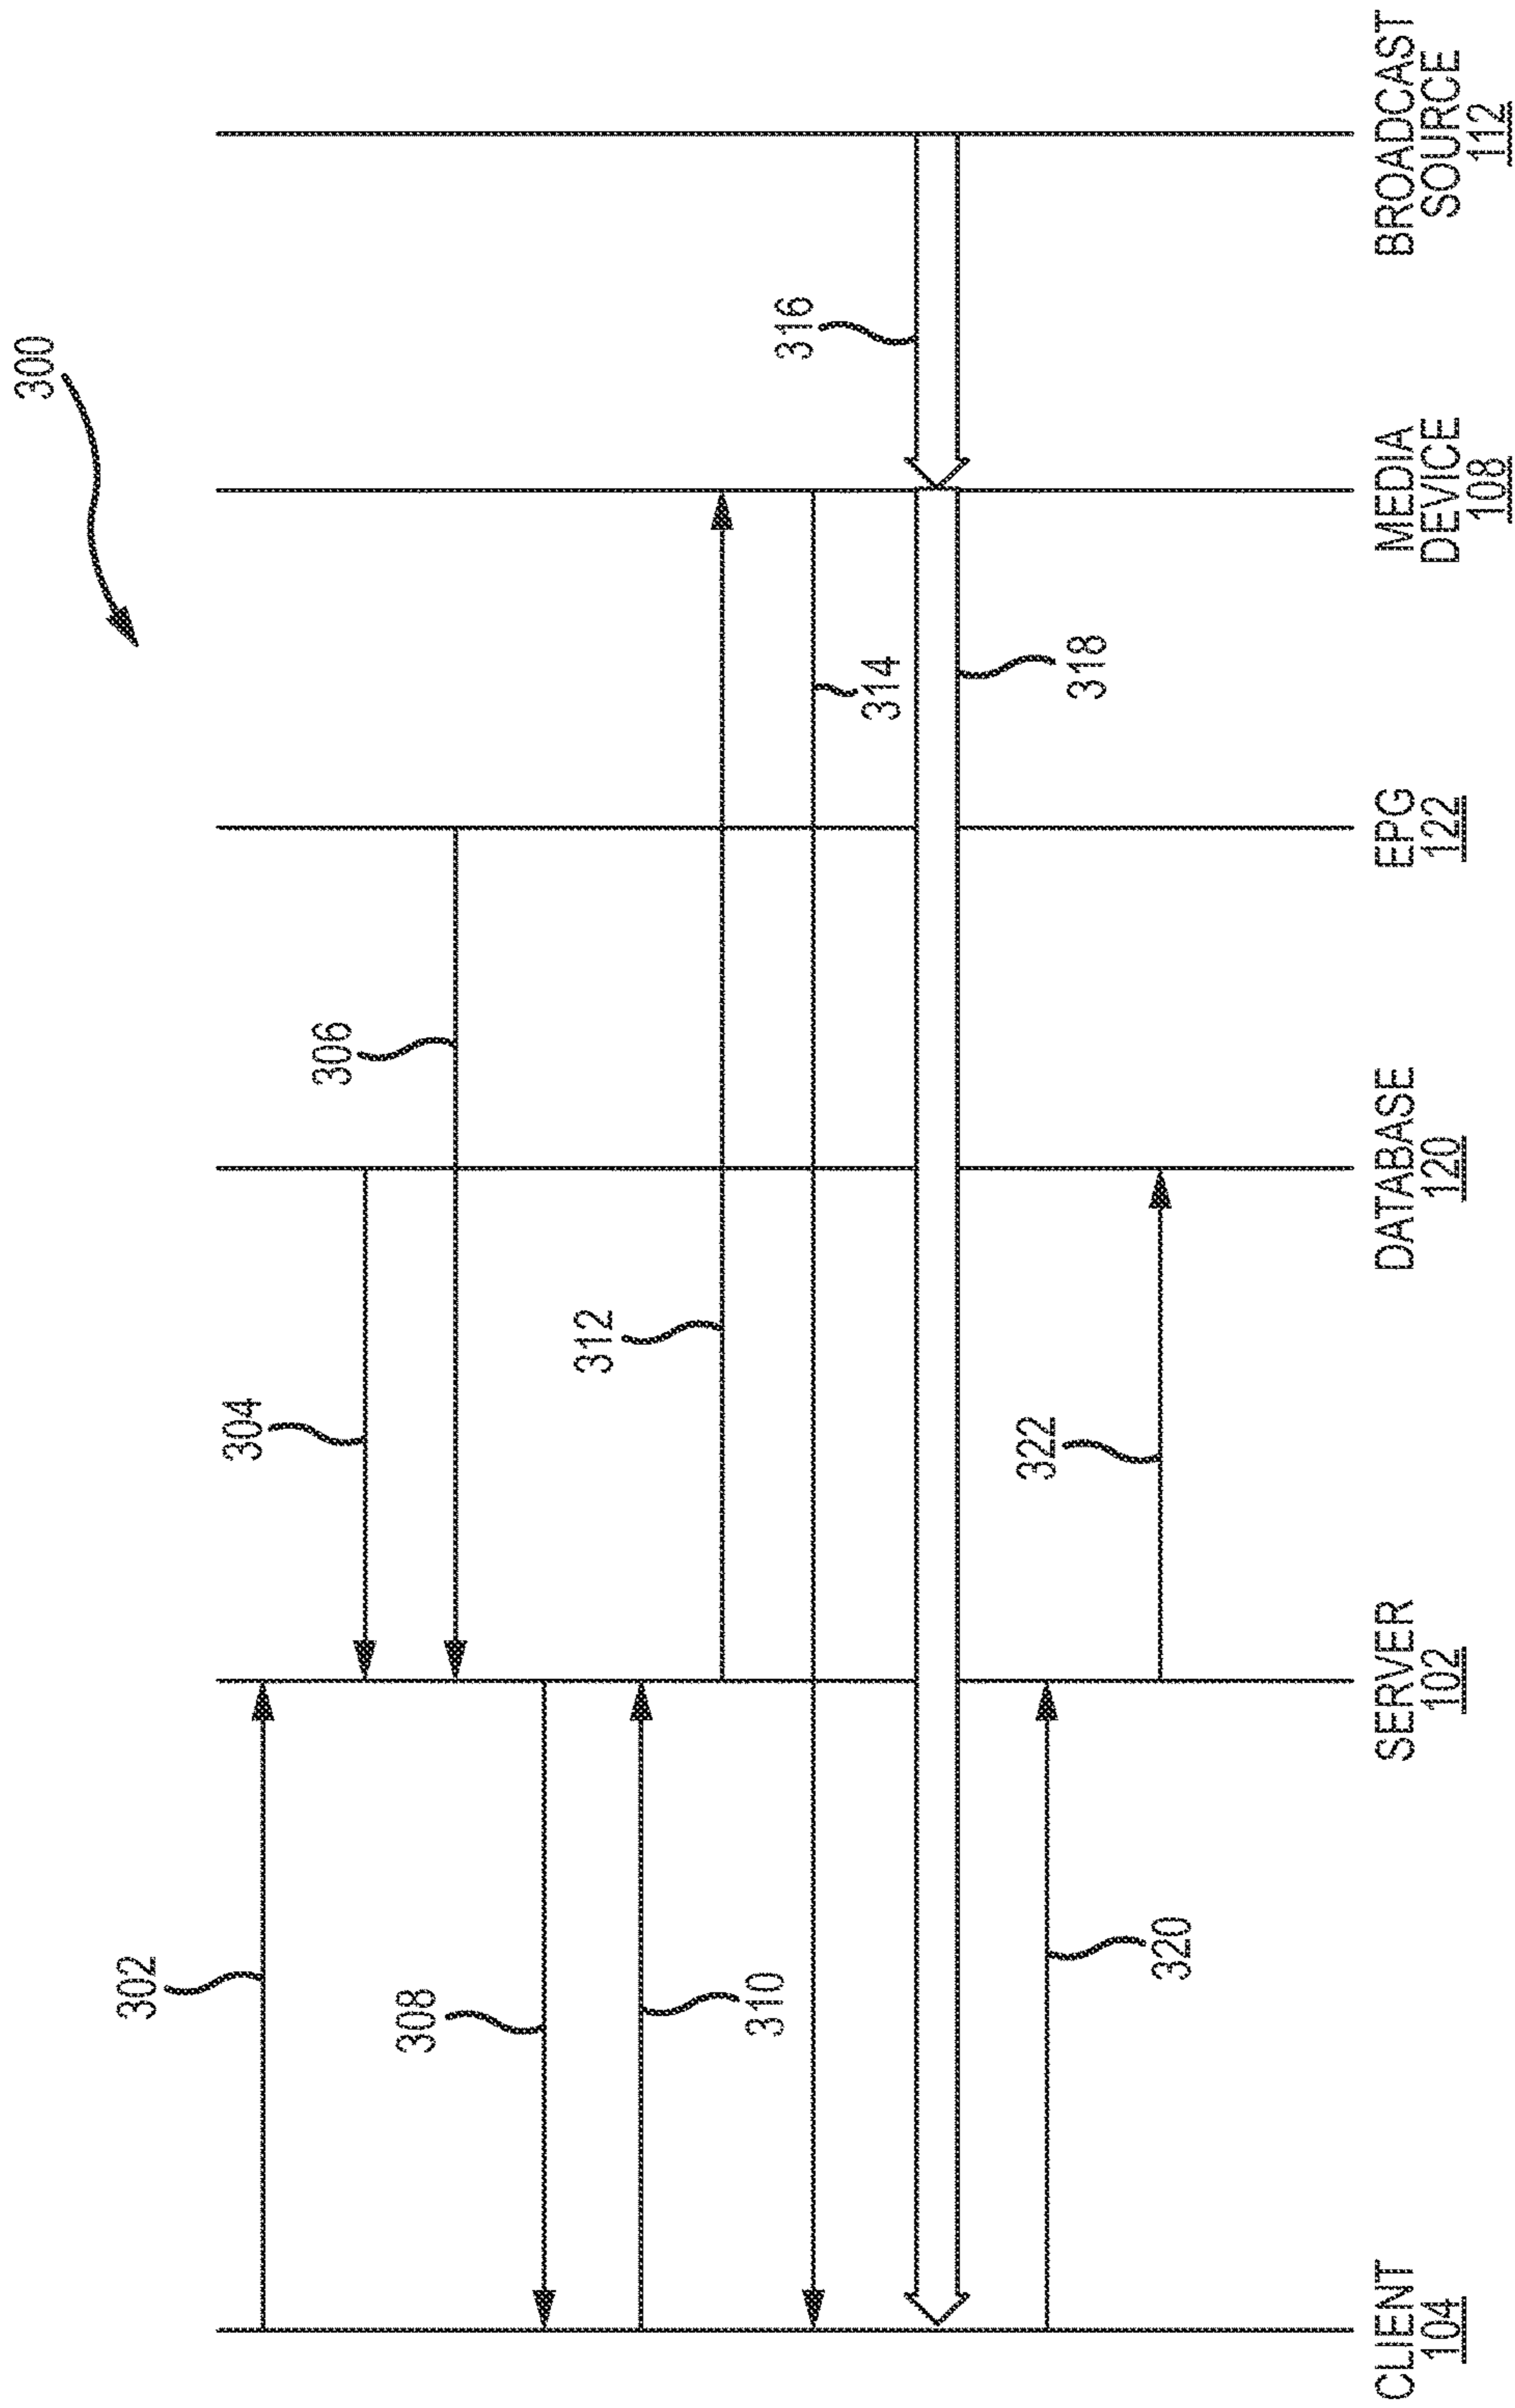 300
302
304
306
308
310
312
314
316
318
320
322
CLIENT
104
SERVER
102
DATABASE
120
EPG
122
MEDIA
DEVICE
108
BROADCAST
SOURCE
112